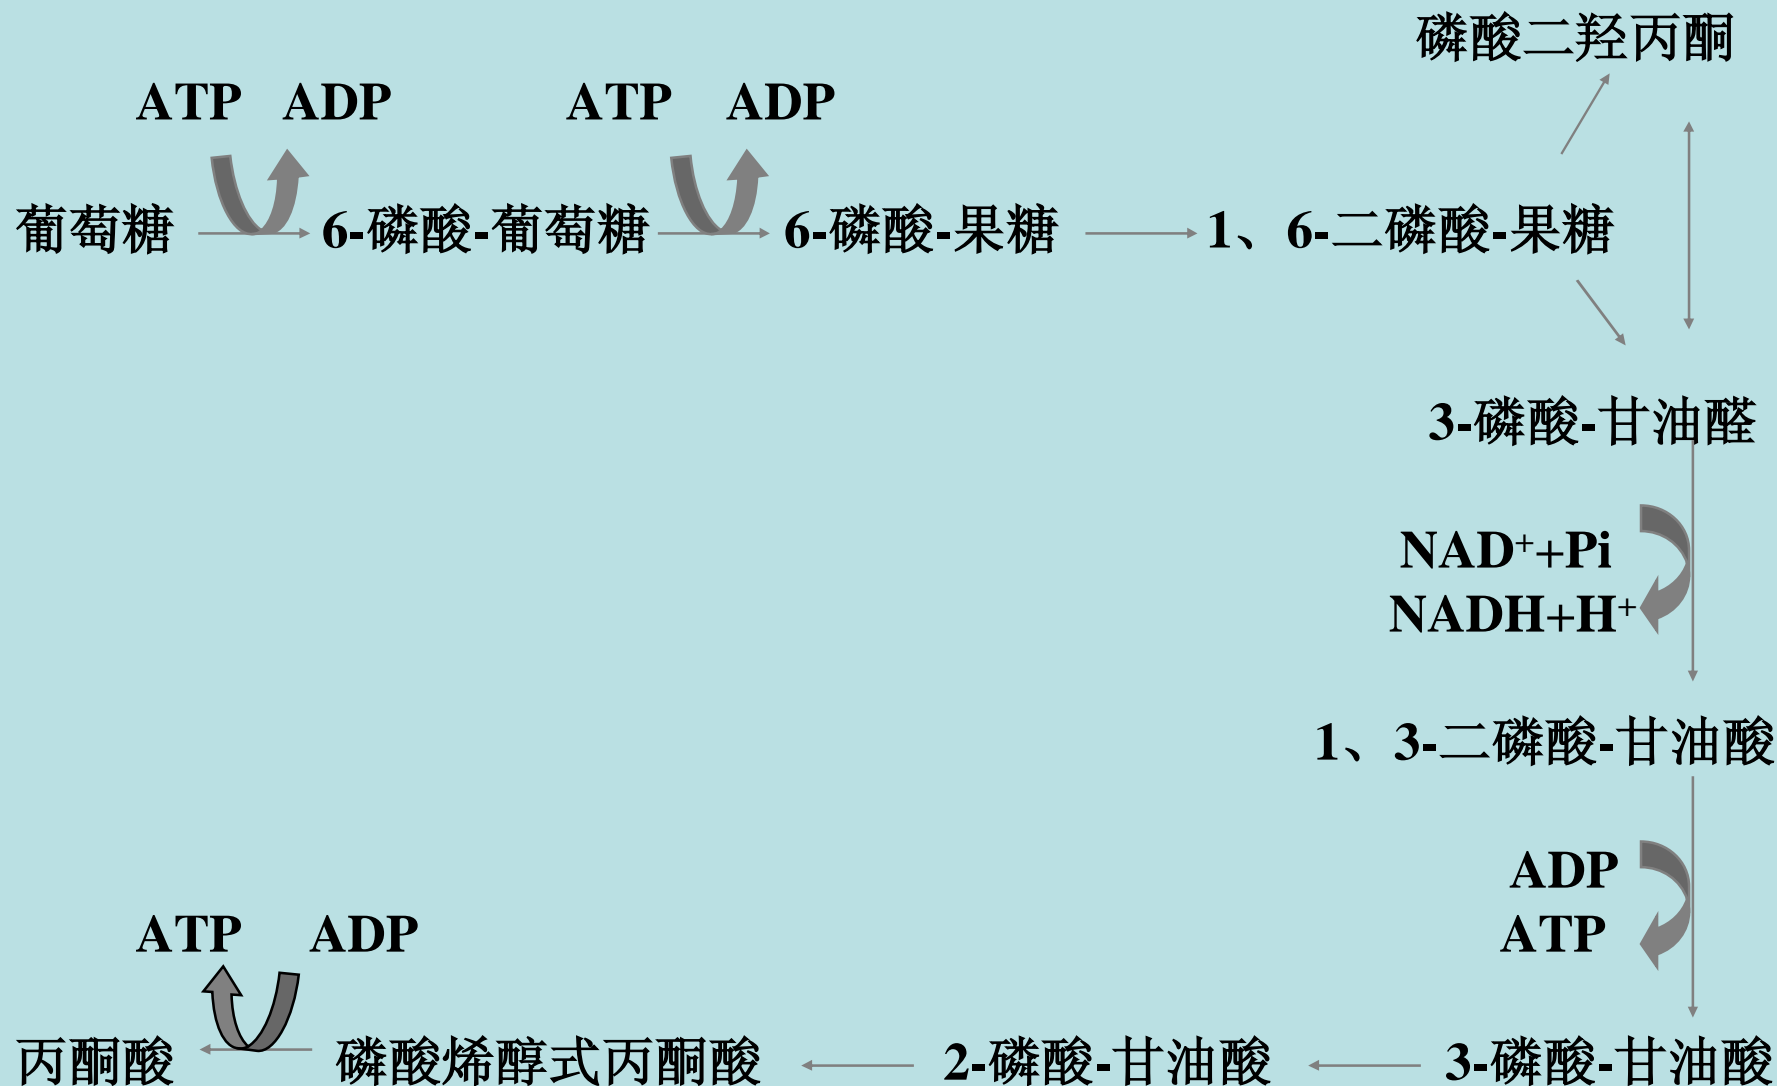 磷酸二羟丙酮
ATP ADP ATP ADP
葡萄糖 6-磷酸-葡萄糖 6-磷酸-果糖 1、6-二磷酸-果糖
3-磷酸-甘油醛
NAD⁺+Pi
NADH+H⁺
1、3-二磷酸-甘油酸
ADP
ATP
ATP ADP
丙酮酸 磷酸烯醇式丙酮酸 2-磷酸-甘油酸 3-磷酸-甘油酸